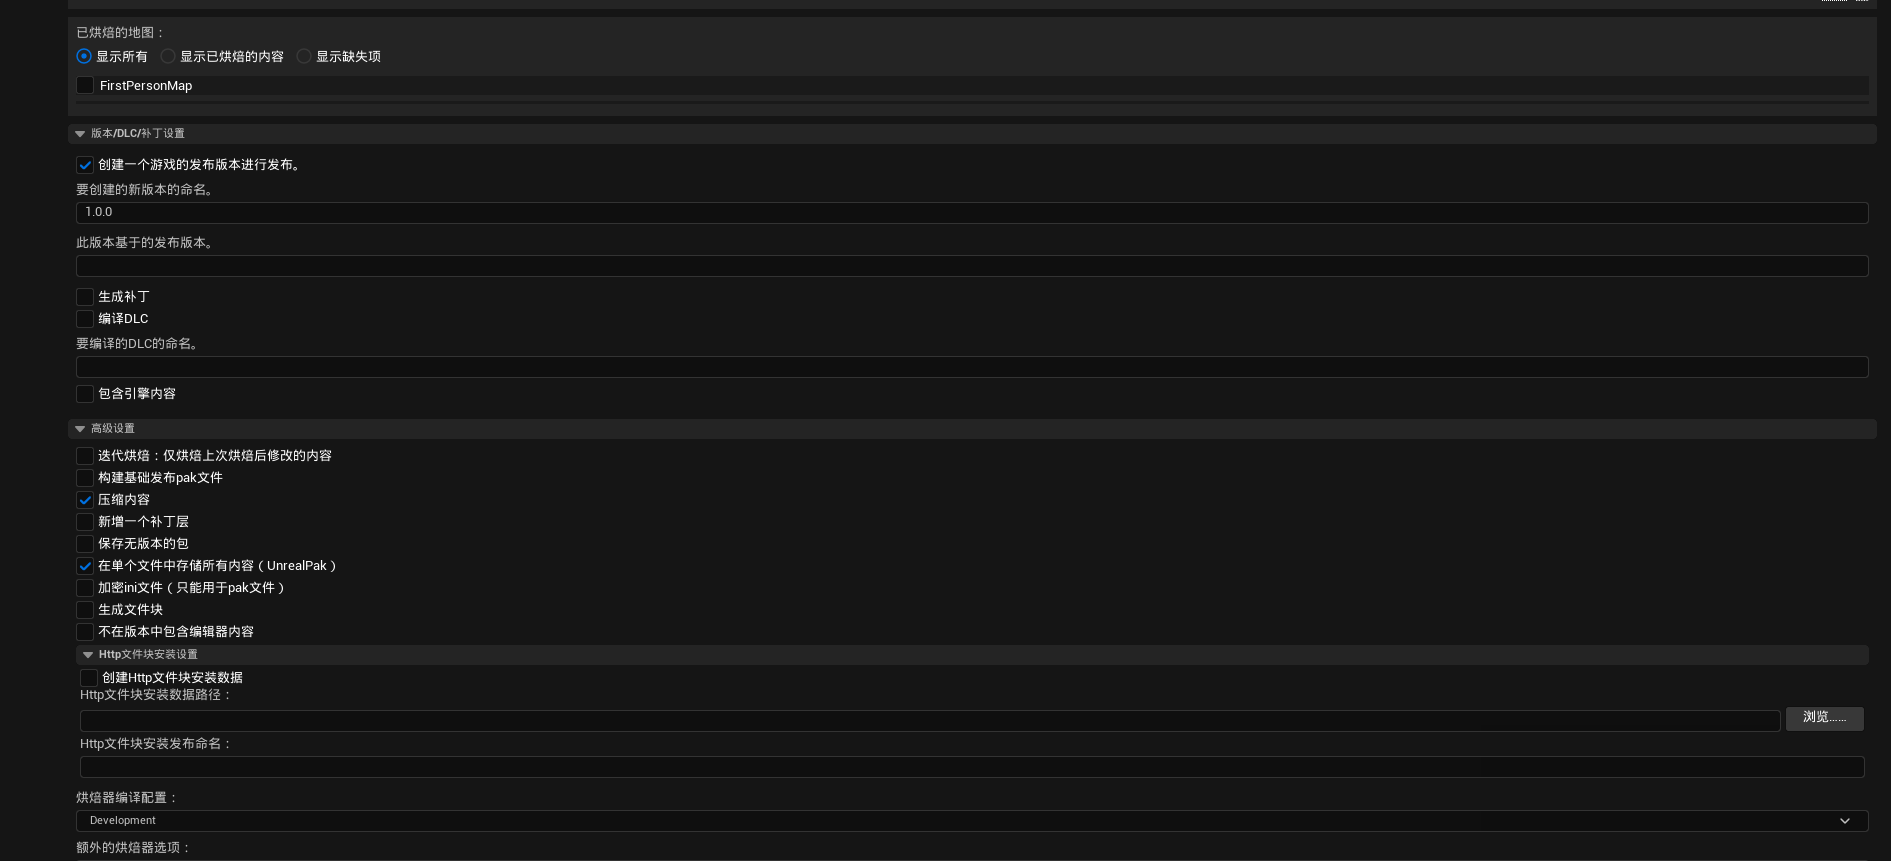 已烘焙的地图：
显示所有 显示已烘焙的内容 显示缺失项
FirstPersonMap
版本/DLC/补丁设置
创建一个游戏的发布版本进行发布。
要创建的新版本的命名。
1.0.0
此版本基于的发布版本。
生成补丁
编译DLC
要编译的DLC的命名。
包含引擎内容
高级设置
迭代烘焙：仅烘焙上次烘焙后修改的内容
构建基础发布pak文件
压缩内容
新增一个补丁层
保存无版本的包
在单个文件中存储所有内容（UnrealPak）
加密ini文件（只能用于pak文件）
生成文件块
不在版本中包含编辑器内容
Http文件块安装设置
创建Http文件块安装数据
Http文件块安装数据路径：
浏览……
Http文件块安装发布命名：
烘焙器编译配置：
Development
额外的烘焙器选项：